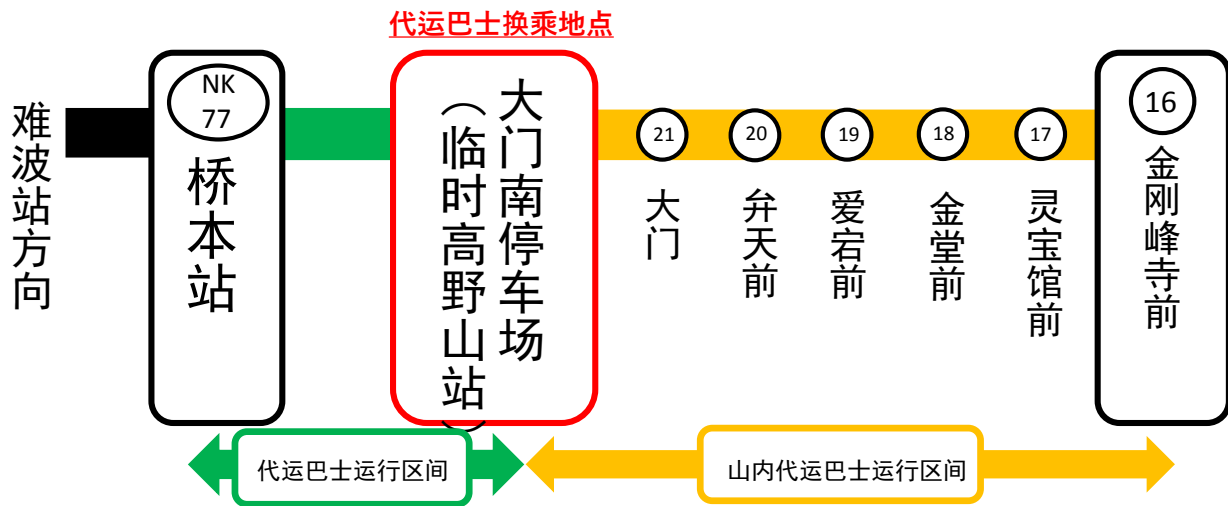 代运巴士换乘地点
难波站方向
NK
77
桥本站
大门南停车场
（临时高野山站）
21
大门
20
弁天前
19
爱宕前
18
金堂前
17
灵宝馆前
16
金刚峰寺前
代运巴士运行区间
山内代运巴士运行区间